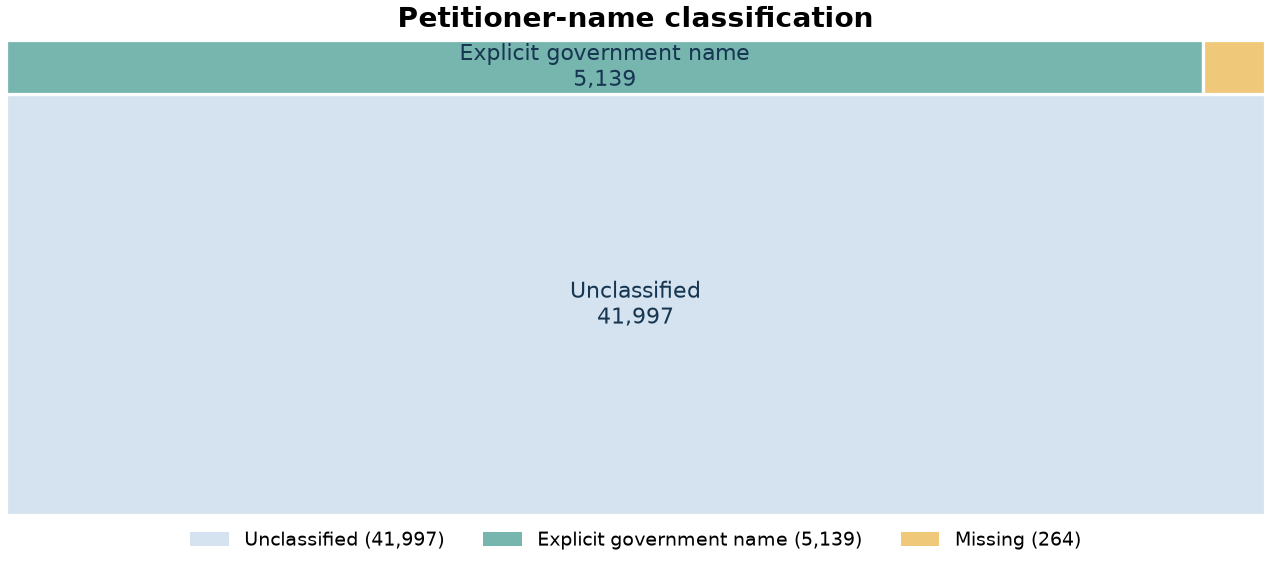 Petitioner-name classification
Explicit government name
5,139
Unclassified
41,997
Unclassified (41,997)
Explicit government name (5,139)
Missing (264)